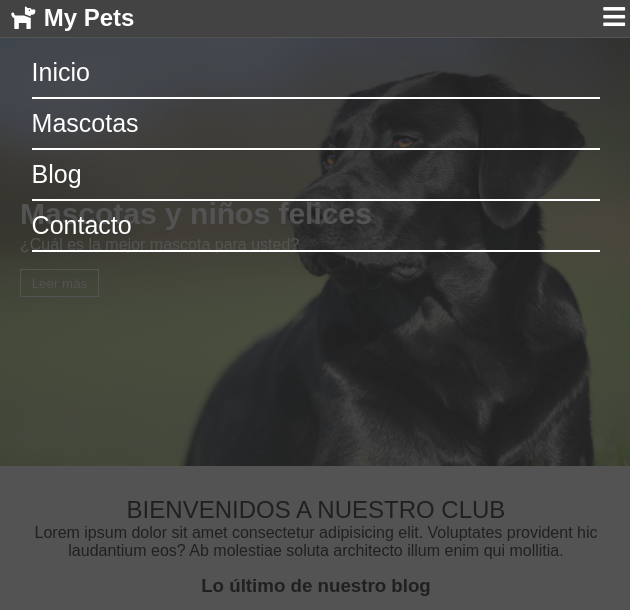 My Pets
Inicio
Mascotas
Blog
Mascotas y niños felices
Contacto
¿Cuál es la mejor mascota para usted?
Leer más
BIENVENIDOS A NUESTRO CLUB
Lorem ipsum dolor sit amet consectetur adipisicing elit. Voluptates provident hic
laudantium eos? Ab molestiae soluta architecto illum enim qui mollitia.
Lo último de nuestro blog